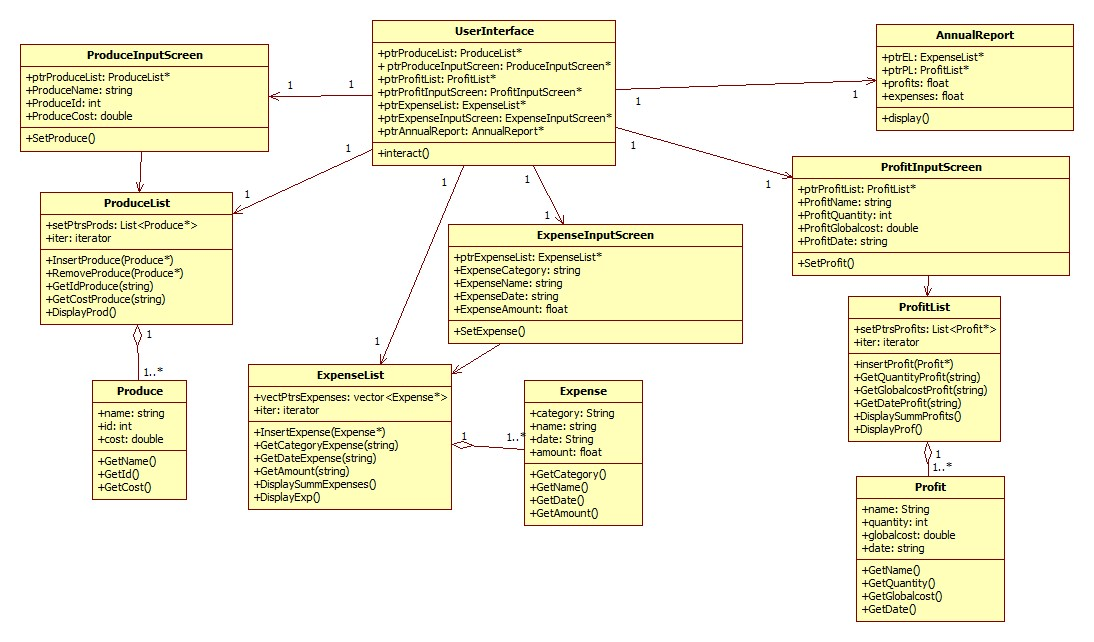 UserInterface
+ptrProduceList: ProduceList*
+ ptrProduceInputScreen: ProduceInputScreen*
+ptrProfitList: ProfitList*
+ptrProfitInputScreen: ProfitInputScreen*
+ptrExpenseList: ExpenseList*
+ptrExpenseInputScreen: ExpenseInputScreen*
+ptrAnnualReport: AnnualReport*
+interact()
ProduceInputScreen
+ptrProduceList: ProduceList*
+ProduceName: string
+ProduceId: int
+ProduceCost: double
+SetProduce()
1
1
AnnualReport
+ptrEL: ExpenseList*
+ptrPL: ProfitList*
+profits: float
+expenses: float
+display()
1
1
ProfitInputScreen
+ptrProfitList: ProfitList*
+ProfitName: string
+ProfitQuantity: int
+ProfitGlobalcost: double
+ProfitDate: string
+SetProfit()
1
1
ProduceList
+setPtrsProds: List<Produce*>
+iter: iterator
+InsertProduce(Produce*)
+RemoveProduce(Produce*)
+GetIdProduce(string)
+GetCostProduce(string)
+DisplayProd()
1
1
ExpenseInputScreen
+ptrExpenseList: ExpenseList*
+ExpenseCategory: string
+ExpenseName: string
+ExpenseDate: string
+ExpenseAmount: float
+SetExpense()
1
1
1
1
ProfitList
+setPtrsProfits: List<Profit*>
+iter: iterator
+insertProfit(Profit*)
+GetQuantityProfit(string)
+GetGlobalcostProfit(string)
+GetDateProfit(string)
+DisplaySummProfits()
+DisplayProf()
1
1..*
Produce
+name: string
+id: int
+cost: double
+GetName()
+GetId()
+GetCost()
1
1..*
ExpenseList
+vectPtrsExpenses: vector<Expense*>
+iter: iterator
+InsertExpense(Expense*)
+GetCategoryExpense(string)
+GetDateExpense(string)
+GetAmount(string)
+DisplaySummExpenses()
+DisplayExp()
1
1..*
Expense
+category: String
+name: string
+date: String
+amount: float
+GetCategory()
+GetName()
+GetDate()
+GetAmount()
Profit
+name: String
+quantity: int
+globalcost: double
+date: string
+GetName()
+GetQuantity()
+GetGlobalcost()
+GetDate()